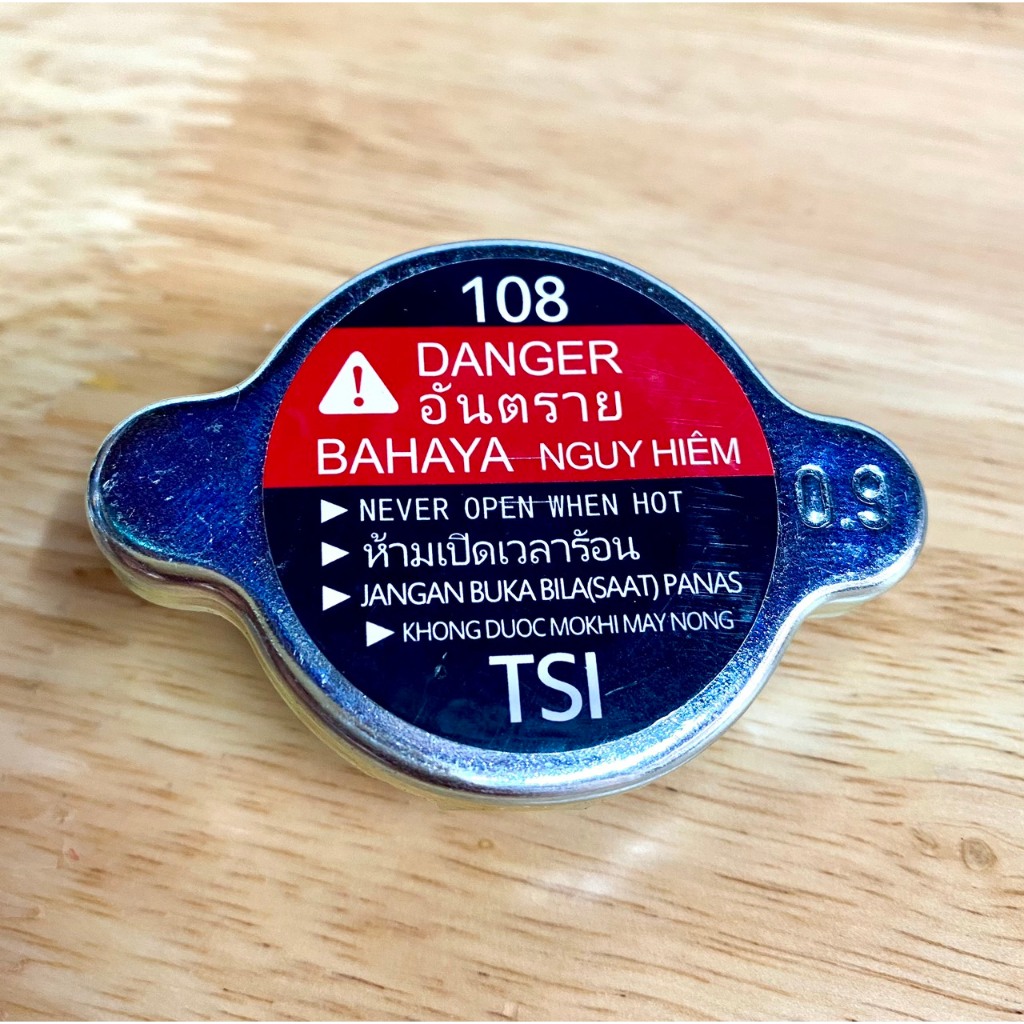 108
DANGER
อันตราย
BAHAYA NGUY HIÊM
NEVER OPEN WHEN HOT
ห้ามเปิดเวลาร้อน
JANGAN BUKA BILA(SAAT) PANAS
KHONG DUOC MOKHI MAY NONG
TSI
0.9